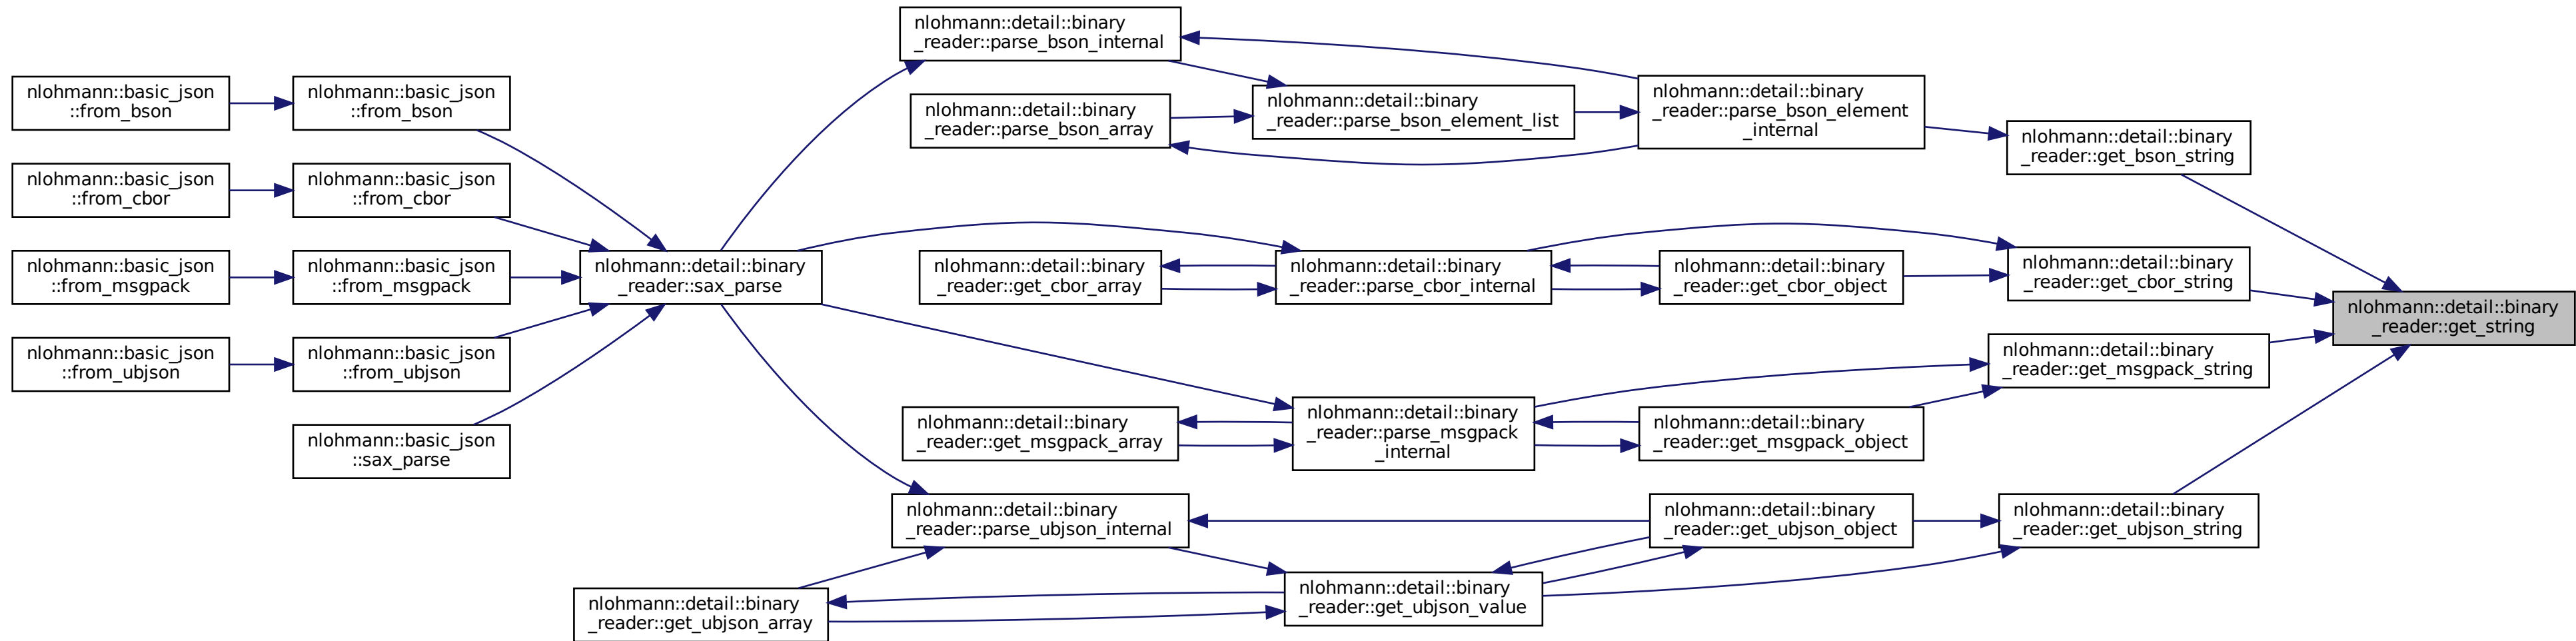 nlohmann::basic_json
::from_bson
nlohmann::basic_json
::from_cbor
nlohmann::basic_json
::from_msgpack
nlohmann::basic_json
::from_ubjson
nlohmann::basic_json
::from_bson
nlohmann::basic_json
::from_cbor
nlohmann::basic_json
::from_msgpack
nlohmann::basic_json
::from_ubjson
nlohmann::basic_json
::sax_parse
nlohmann::detail::binary
_reader::sax_parse
nlohmann::detail::binary
_reader::get_ubjson_array
nlohmann::detail::binary
_reader::parse_bson_internal
nlohmann::detail::binary
_reader::parse_bson_array
nlohmann::detail::binary
_reader::get_cbor_array
nlohmann::detail::binary
_reader::get_msgpack_array
nlohmann::detail::binary
_reader::parse_ubjson_internal
nlohmann::detail::binary
_reader::parse_bson_element_list
nlohmann::detail::binary
_reader::parse_cbor_internal
nlohmann::detail::binary
_reader::parse_msgpack
_internal
nlohmann::detail::binary
_reader::get_ubjson_value
nlohmann::detail::binary
_reader::parse_bson_element
_internal
nlohmann::detail::binary
_reader::get_cbor_object
nlohmann::detail::binary
_reader::get_msgpack_object
nlohmann::detail::binary
_reader::get_ubjson_object
nlohmann::detail::binary
_reader::get_bson_string
nlohmann::detail::binary
_reader::get_cbor_string
nlohmann::detail::binary
_reader::get_msgpack_string
nlohmann::detail::binary
_reader::get_ubjson_string
nlohmann::detail::binary
_reader::get_string